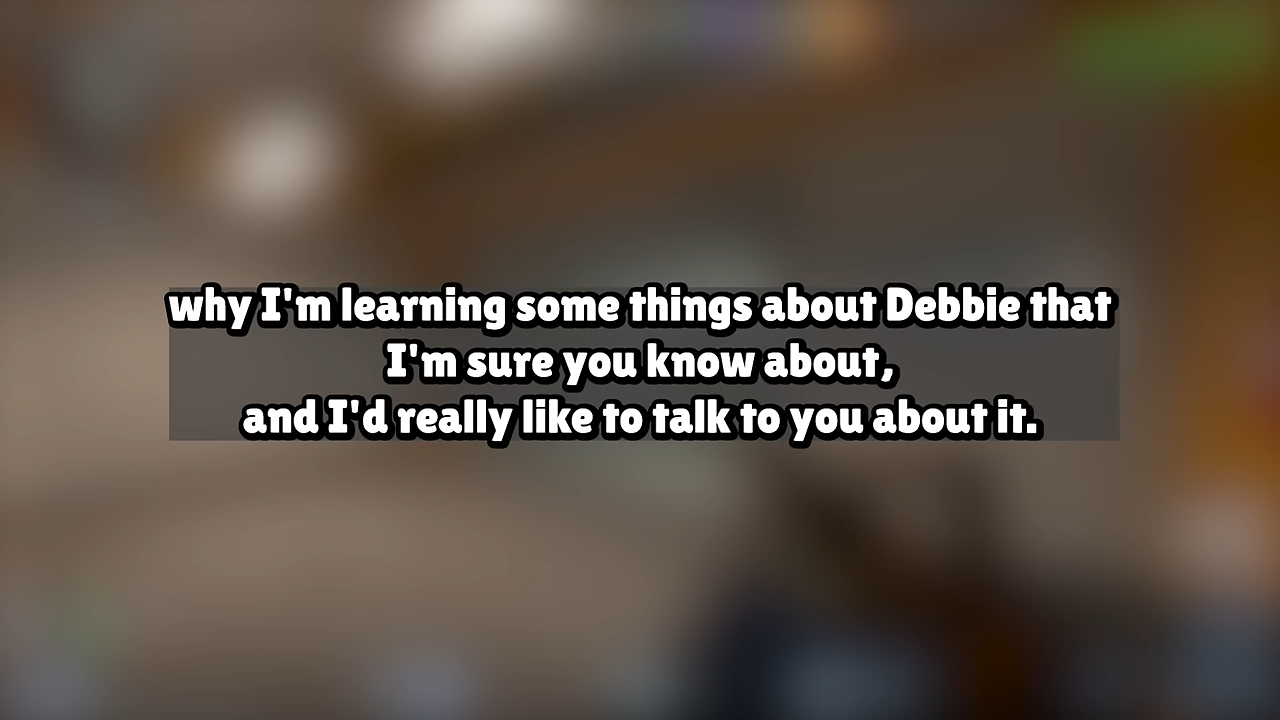 why I'm learning some things about Debbie that
I'm sure you know about,
and I'd really like to talk to you about it.